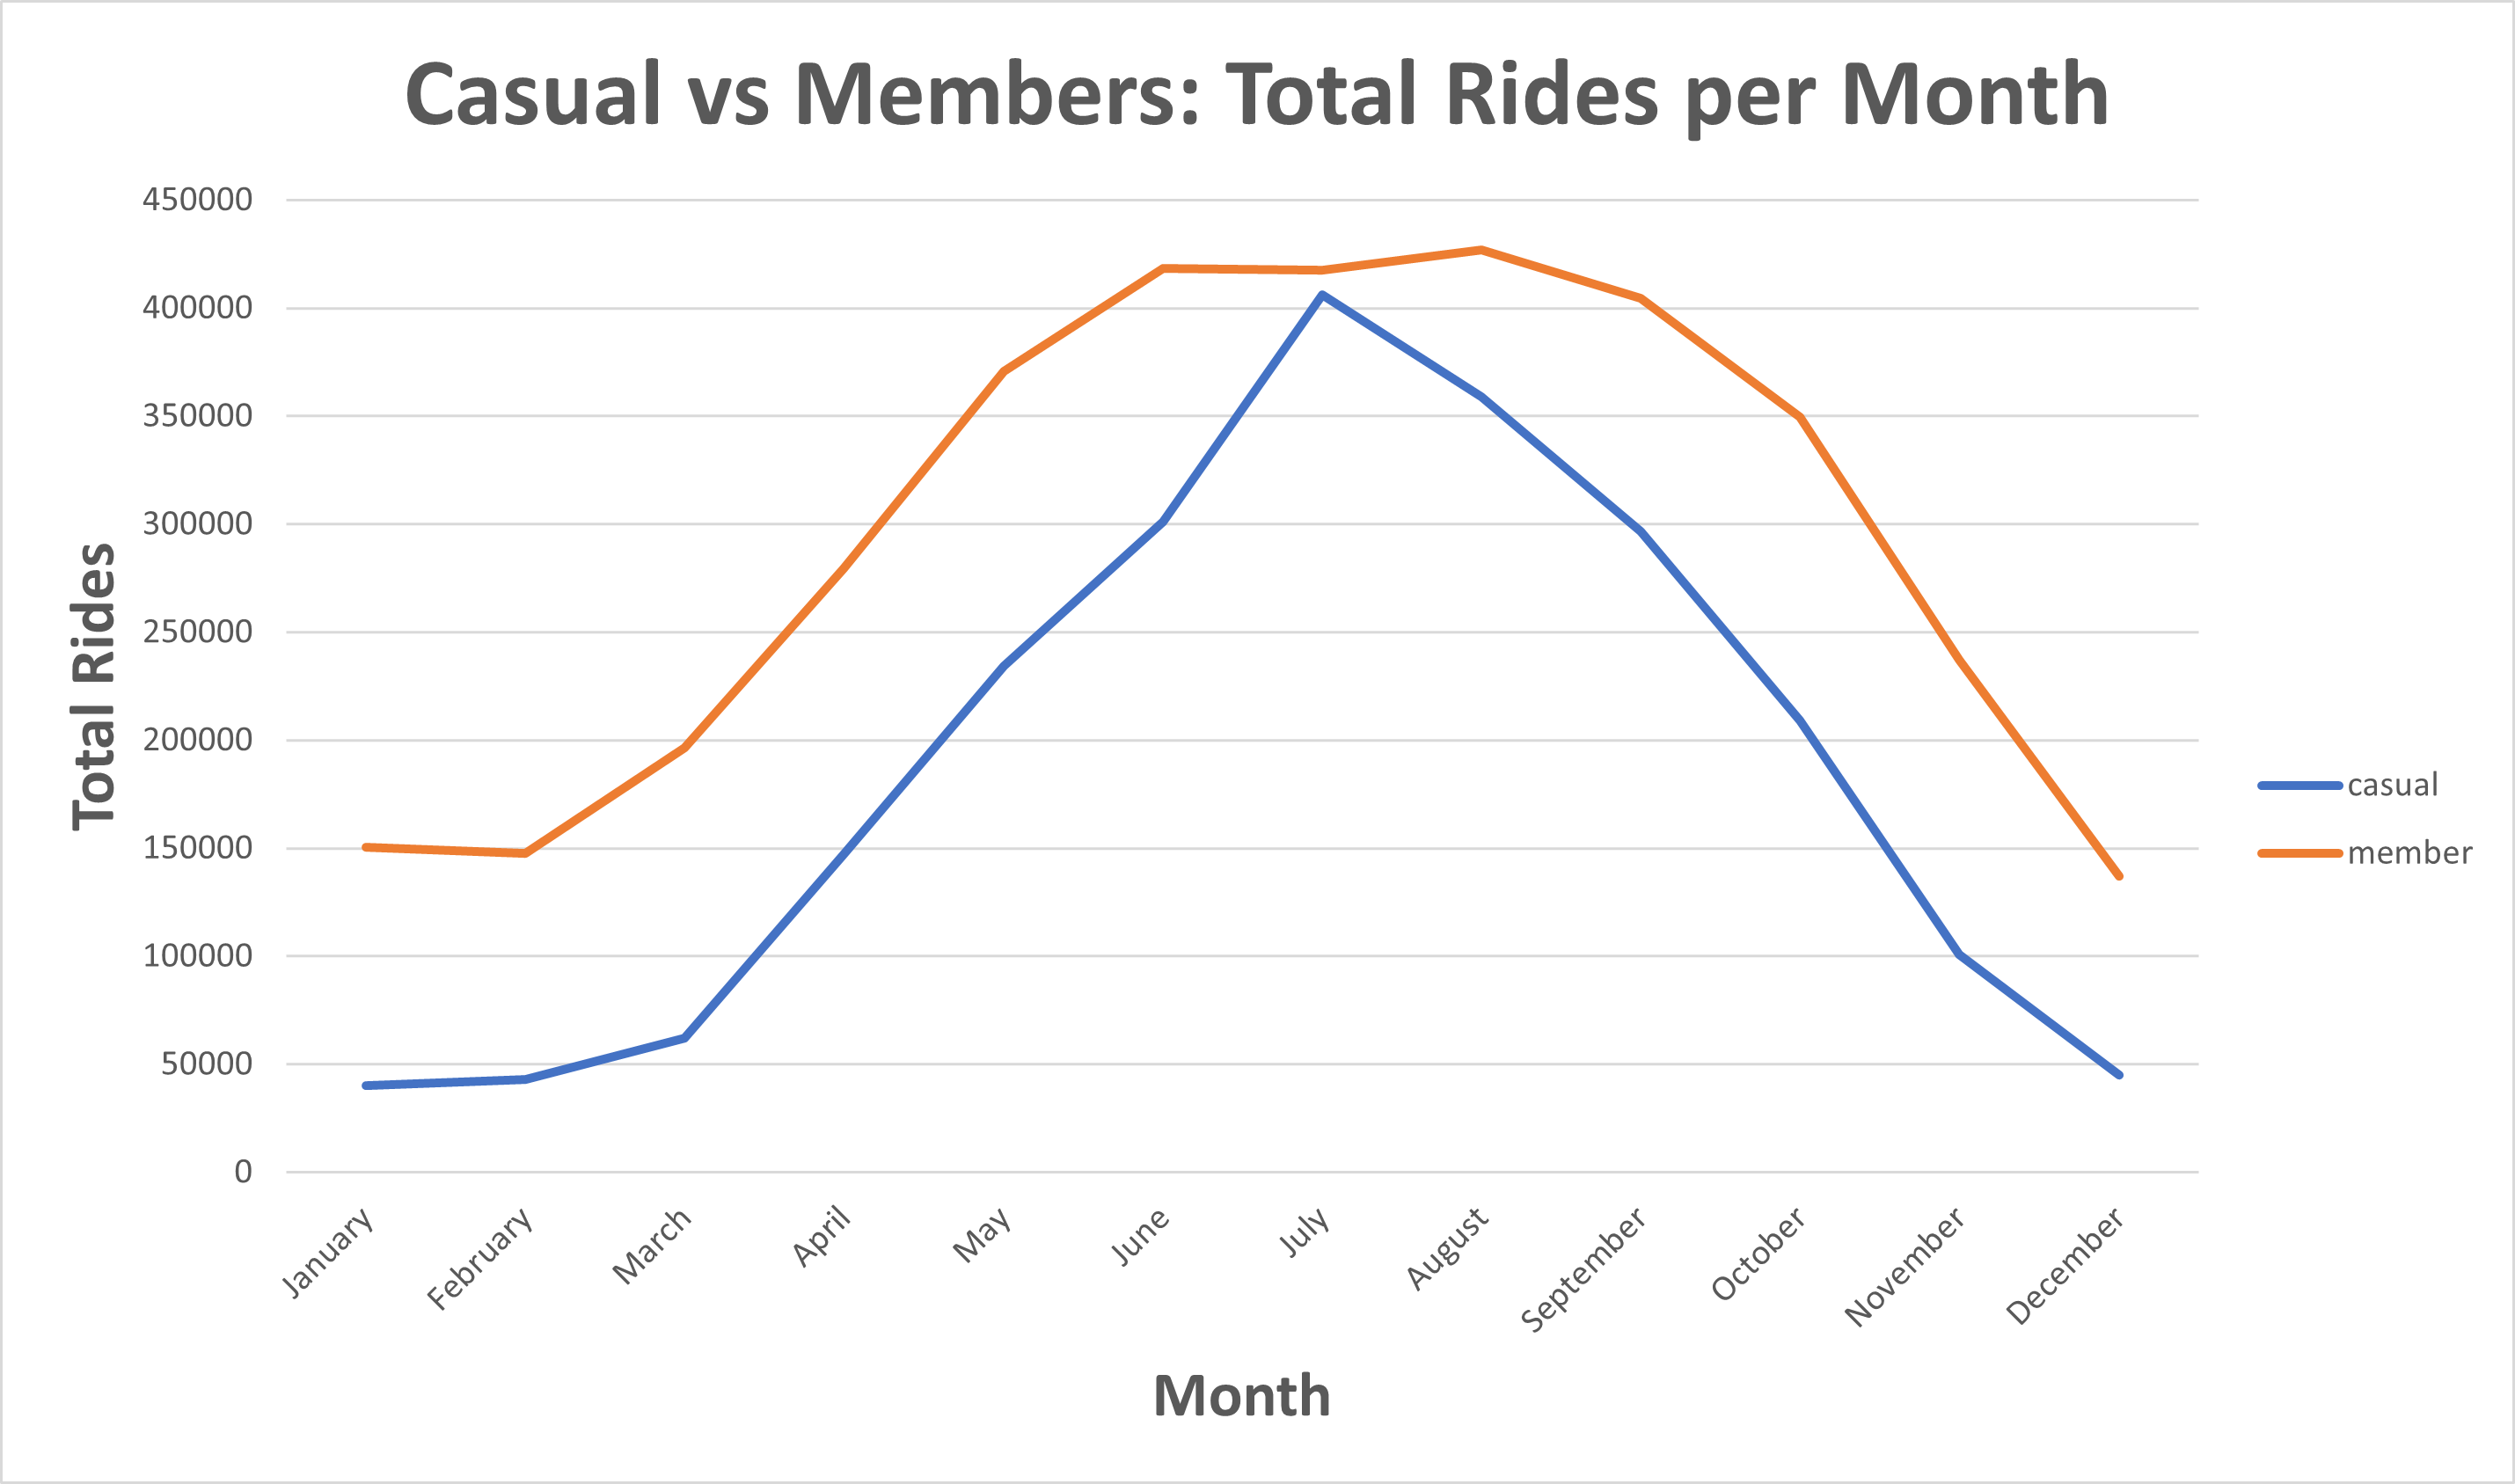 Casual vs Members: Total Rides per Month
450000
400000
350000
300000
250000
200000
150000
100000
50000
0
Total Rides
January
February
March
April
May
June
July
August
September
October
November
December
Month
casual
member